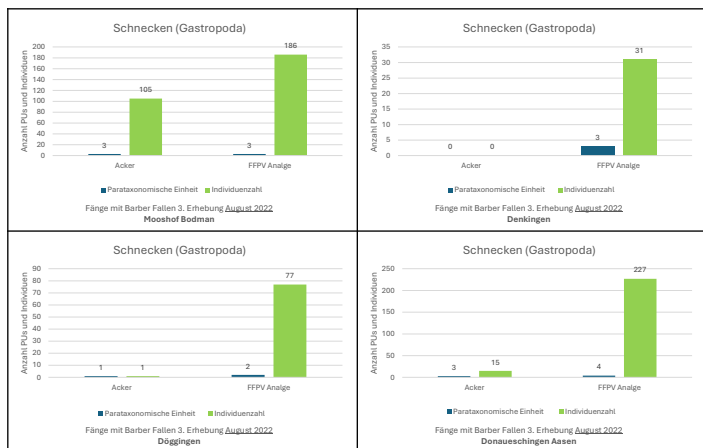 Schnecken (Gastropoda)
Anzahl PUs und Individuen
200
180
160
140
120
100
80
60
40
20
0
3
105
3
186
Acker
FFPV Analge
Parataxonomische Einheit
Individuenzahl
Fänge mit Barber Fallen 3. Erhebung August 2022
Mooshof Bodman
Schnecken (Gastropoda)
Anzahl PUs und Individuen
35
30
25
20
15
10
5
0
0
0
3
31
Acker
FFPV Analge
Parataxonomische Einheit
Individuenzahl
Fänge mit Barber Fallen 3. Erhebung August 2022
Denkingen
Schnecken (Gastropoda)
Anzahl PUs und Individuen
90
80
70
60
50
40
30
20
10
0
1
1
2
77
Acker
FFPV Analge
Parataxonomische Einheit
Individuenzahl
Fänge mit Barber Fallen 3. Erhebung August 2022
Döggingen
Schnecken (Gastropoda)
Anzahl PUs und Individuen
250
200
150
100
50
0
3
15
4
227
Acker
FFPV Analge
Parataxonomische Einheit
Individuenzahl
Fänge mit Barber Fallen 3. Erhebung August 2022
Donaueschingen Aasen